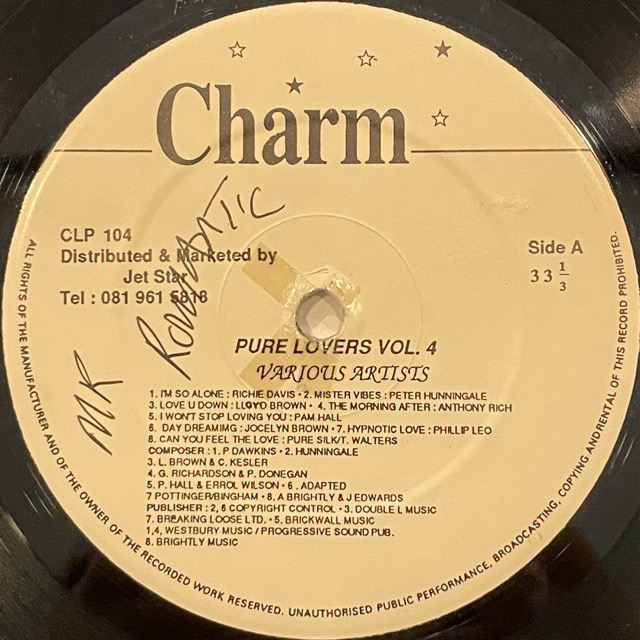 Charm
CLP 104
Distributed & Marketed by
Jet Star
Tel : 081 961 5818
Side A
33 1/3
MR ROMANTIC
PURE LOVERS VOL. 4
VARIOUS ARTISTS
1. I'M SO ALONE : RICHIE DAVIS • 2. MISTER VIBES : PETER HUNNINGALE
3. LOVE U DOWN : LLOYD BROWN • 4. THE MORNING AFTER : ANTHONY RICH
5. I WONT STOP LOVING YOU : PAM HALL
6. DAY DREAMIMG : JOCELYN BROWN • 7. HYPNOTIC LOVE : PHILLIP LEO
8. CAN YOU FEEL THE LOVE : PURE SILK/T. WALTERS
COMPOSER : 1. P DAWKINS • 2. HUNNINGALE
3. L. BROWN & C. KESLER
4. G. RICHARDSON & P. DONEGAN
5. P. HALL & ERROL WILSON • 6 . ADAPTED
7 POTTINGER/BINGHAM • 8. A BRIGHTLY & J EDWARDS
PUBLISHER : 2, 6 COPYRIGHT CONTROL • 3. DOUBLE L MUSIC
7. BREAKING LOOSE LTD. • 5. BRICKWALL MUSIC
1,4, WESTBURY MUSIC / PROGRESSIVE SOUND PUB.
8. BRIGHTLY MUSIC
ALL RIGHTS OF THE MANUFACTURER AND OF THE OWNER OF THE RECORDED WORK RESERVED. UNAUTHORISED PUBLIC PERFORMANCE, BROADCASTING, COPYING AND RENTAL OF THIS RECORD PROHIBITED.